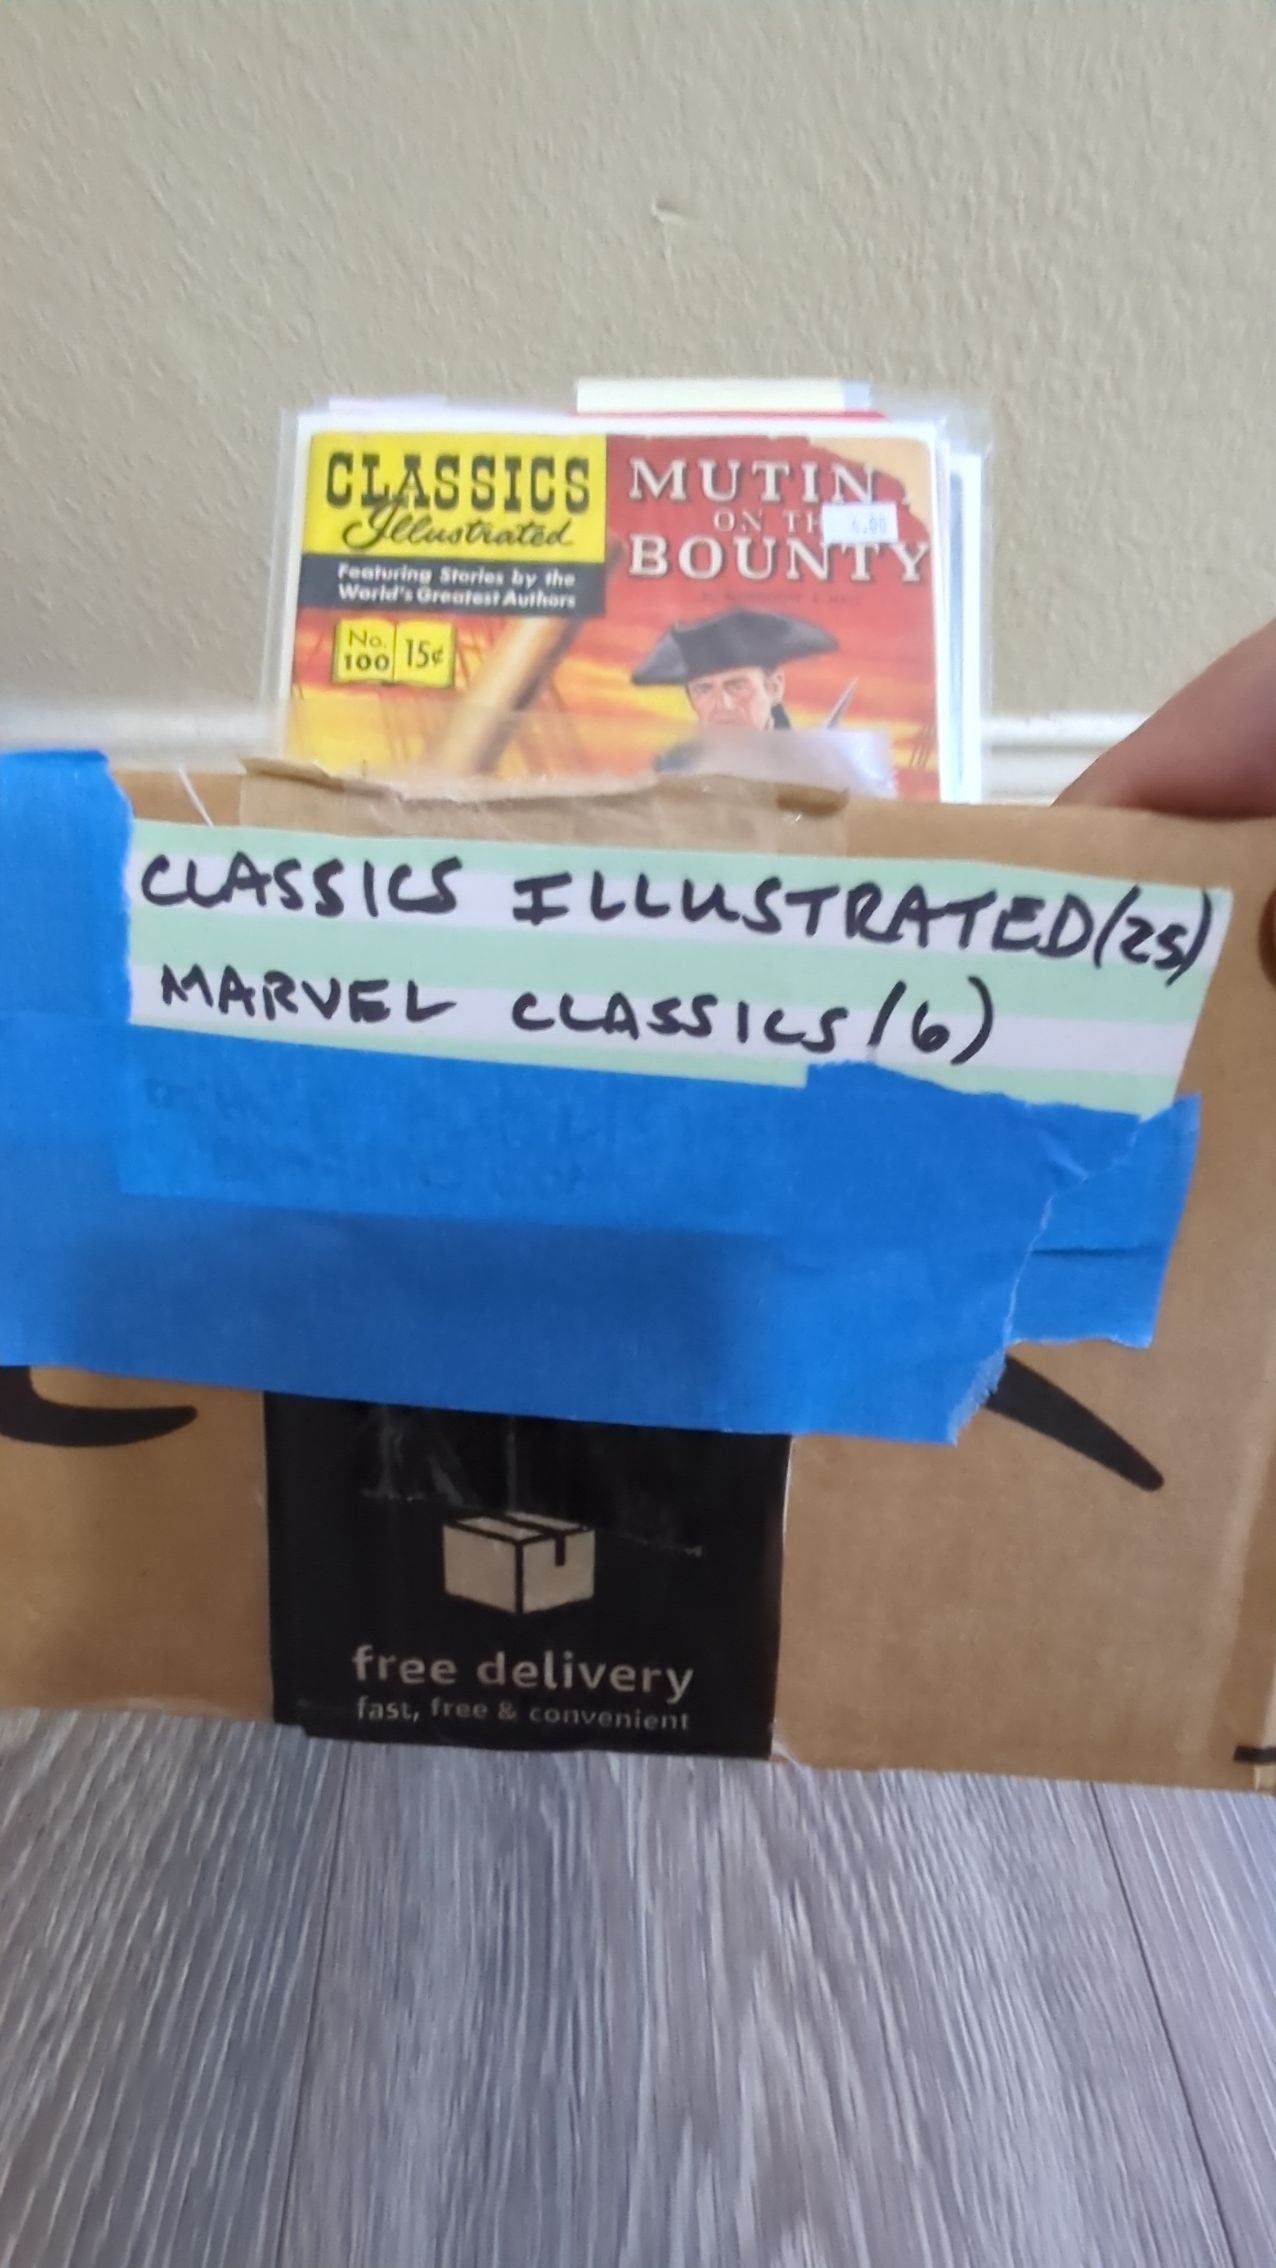 CLASSICS
Illustrated
Featuring Stories by the
World's Greatest Authors
No. 100
15¢
MUTIN
ON TH
BOUNTY
CLASSICS ILLUSTRATED (25)
MARVEL CLASSICS (6)
free delivery
fast, free & convenient